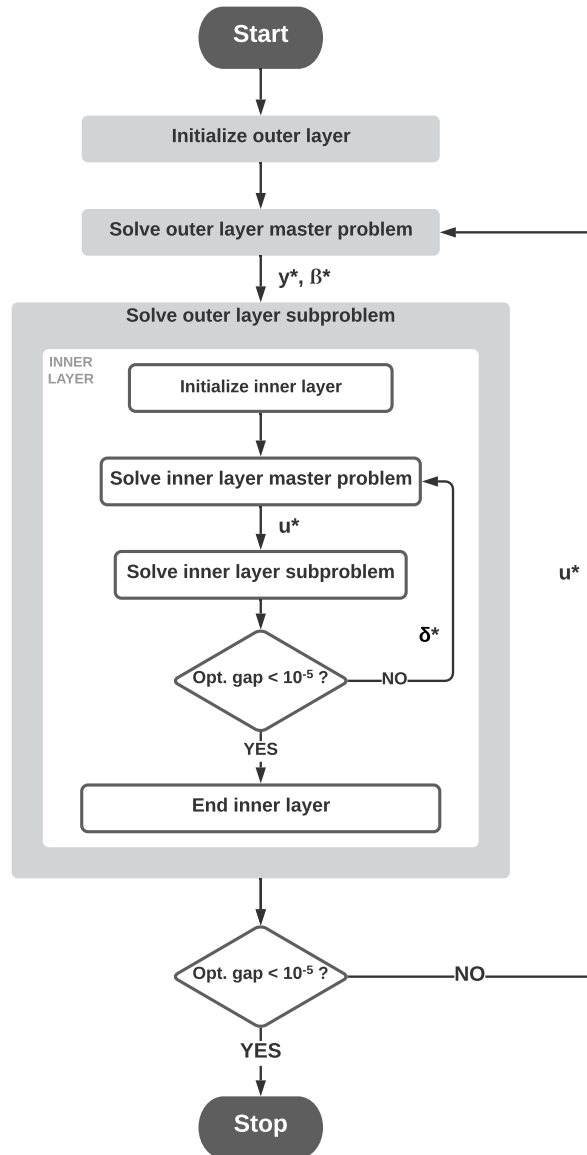 Start
Initialize outer layer
Solve outer layer master problem
y*, ß*
Solve outer layer subproblem
INNER
LAYER
Initialize inner layer
Solve inner layer master problem
u*
Solve inner layer subproblem
u*
δ*
Opt. gap < 10⁻⁵ ?
NO
YES
End inner layer
Opt. gap < 10⁻⁵ ?
NO
YES
Stop